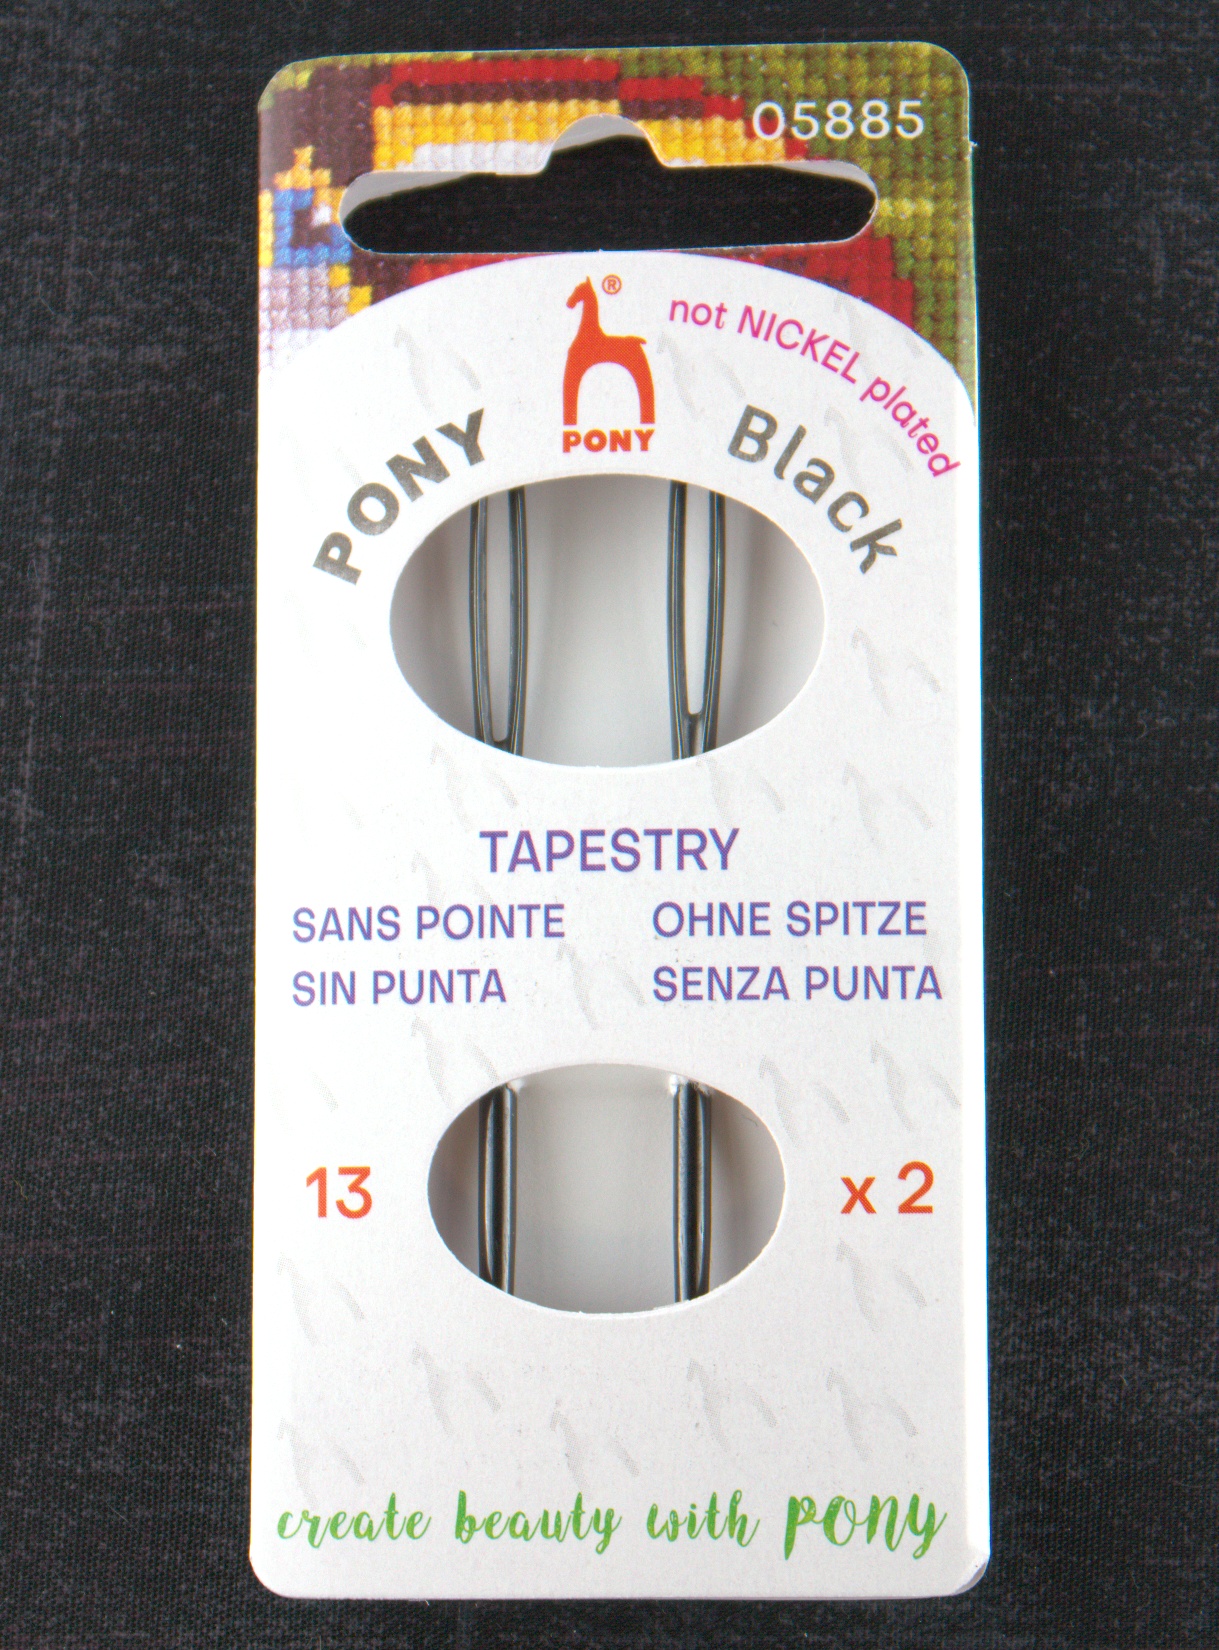 05885
®
PONY
not NICKEL plated
PONY Black
TAPESTRY
SANS POINTE OHNE SPITZE
SIN PUNTA SENZA PUNTA
13 x 2
create beauty with PONY